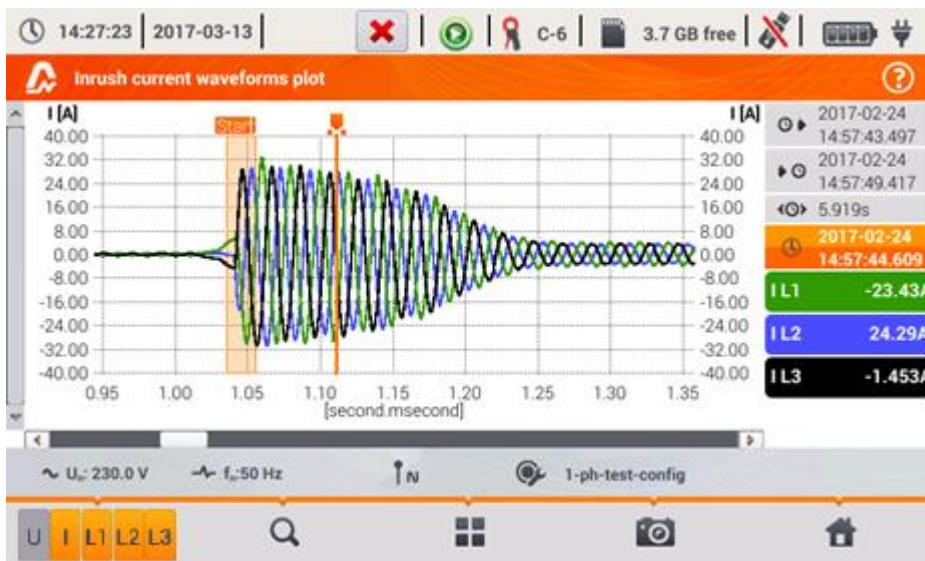 14:27:23 2017-03-13 C-6 3.7 GB free
Inrush current waveforms plot ?
I [A] Start I [A]
40.00 40.00
32.00 32.00
24.00 24.00
16.00 16.00
8.00 8.00
0.00 0.00
-8.00 -8.00
-16.00 -16.00
-24.00 -24.00
-32.00 -32.00
-40.00 -40.00
0.95 1.00 1.05 1.10 1.15 1.20 1.25 1.30 1.35
[second.msecond]
2017-02-24
14:57:43.497
2017-02-24
14:57:49.417
5.919s
2017-02-24
14:57:44.609
I L1 -23.43A
I L2 24.29A
I L3 -1.453A
Uₙ: 230.0 V fₙ:50 Hz N 1-ph-test-config
U I L1 L2 L3